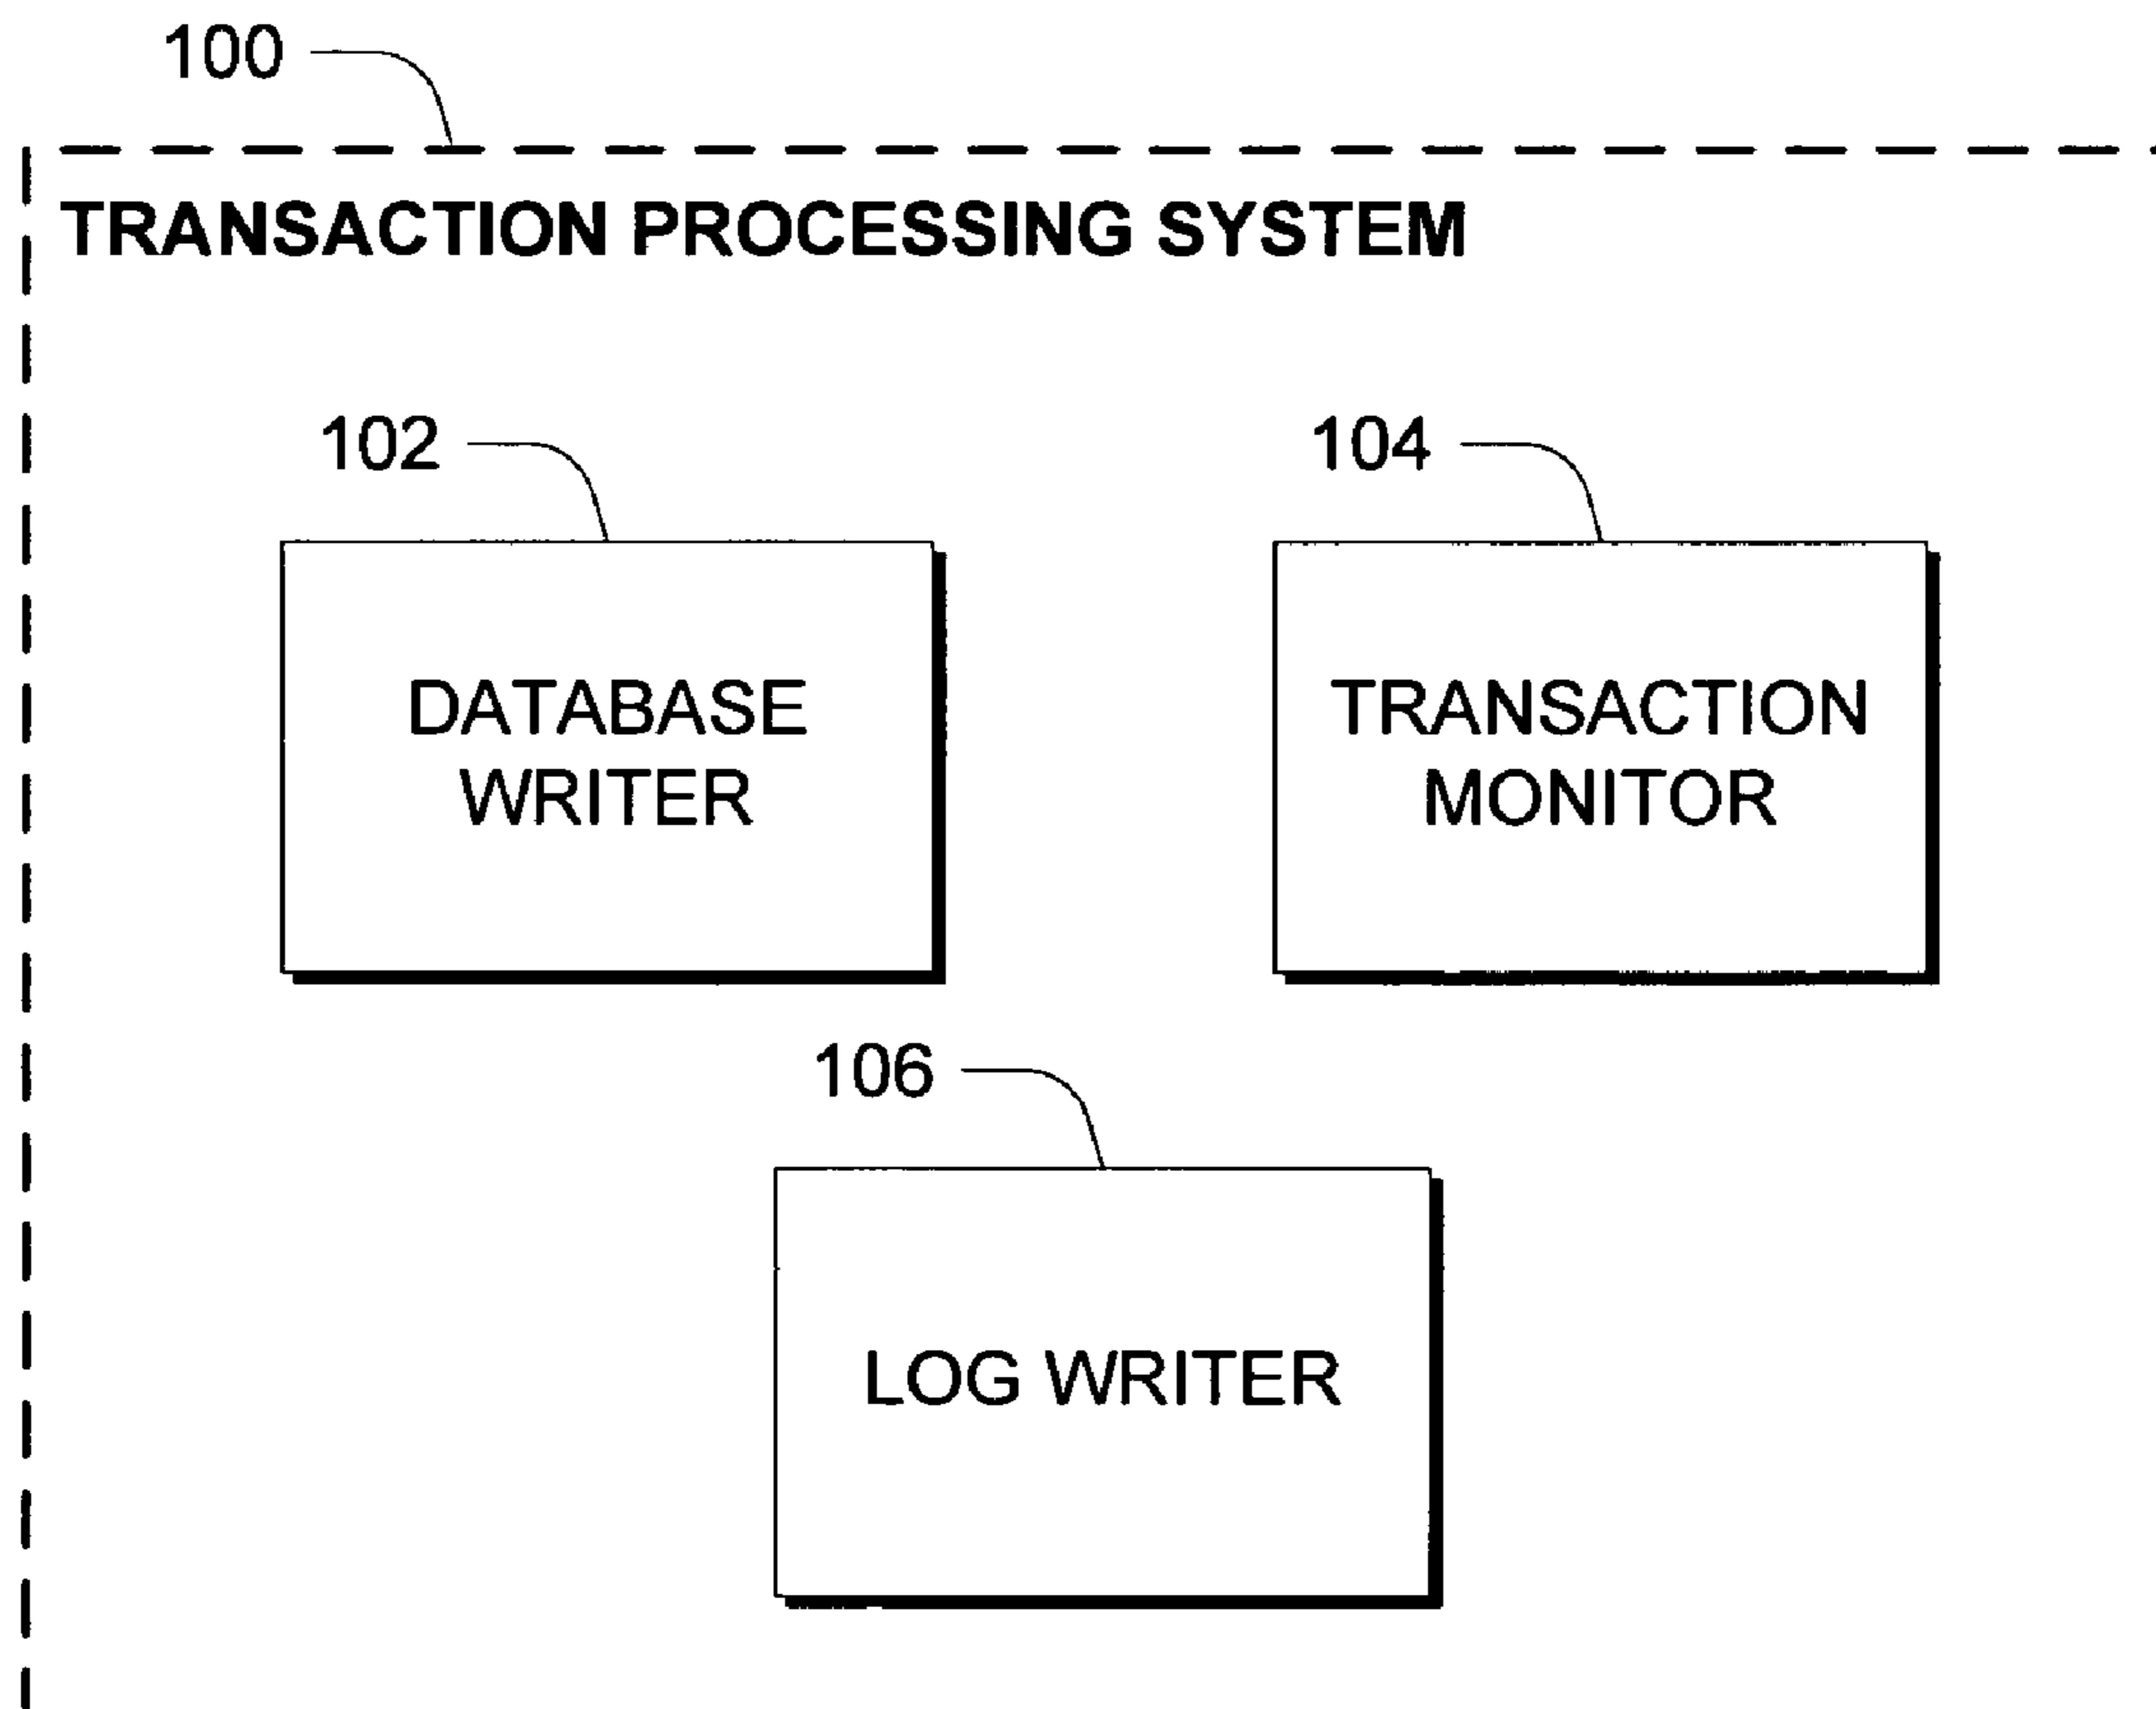 100
TRANSACTION PROCESSING SYSTEM
102
104
DATABASE
WRITER
TRANSACTION
MONITOR
106
LOG WRITER